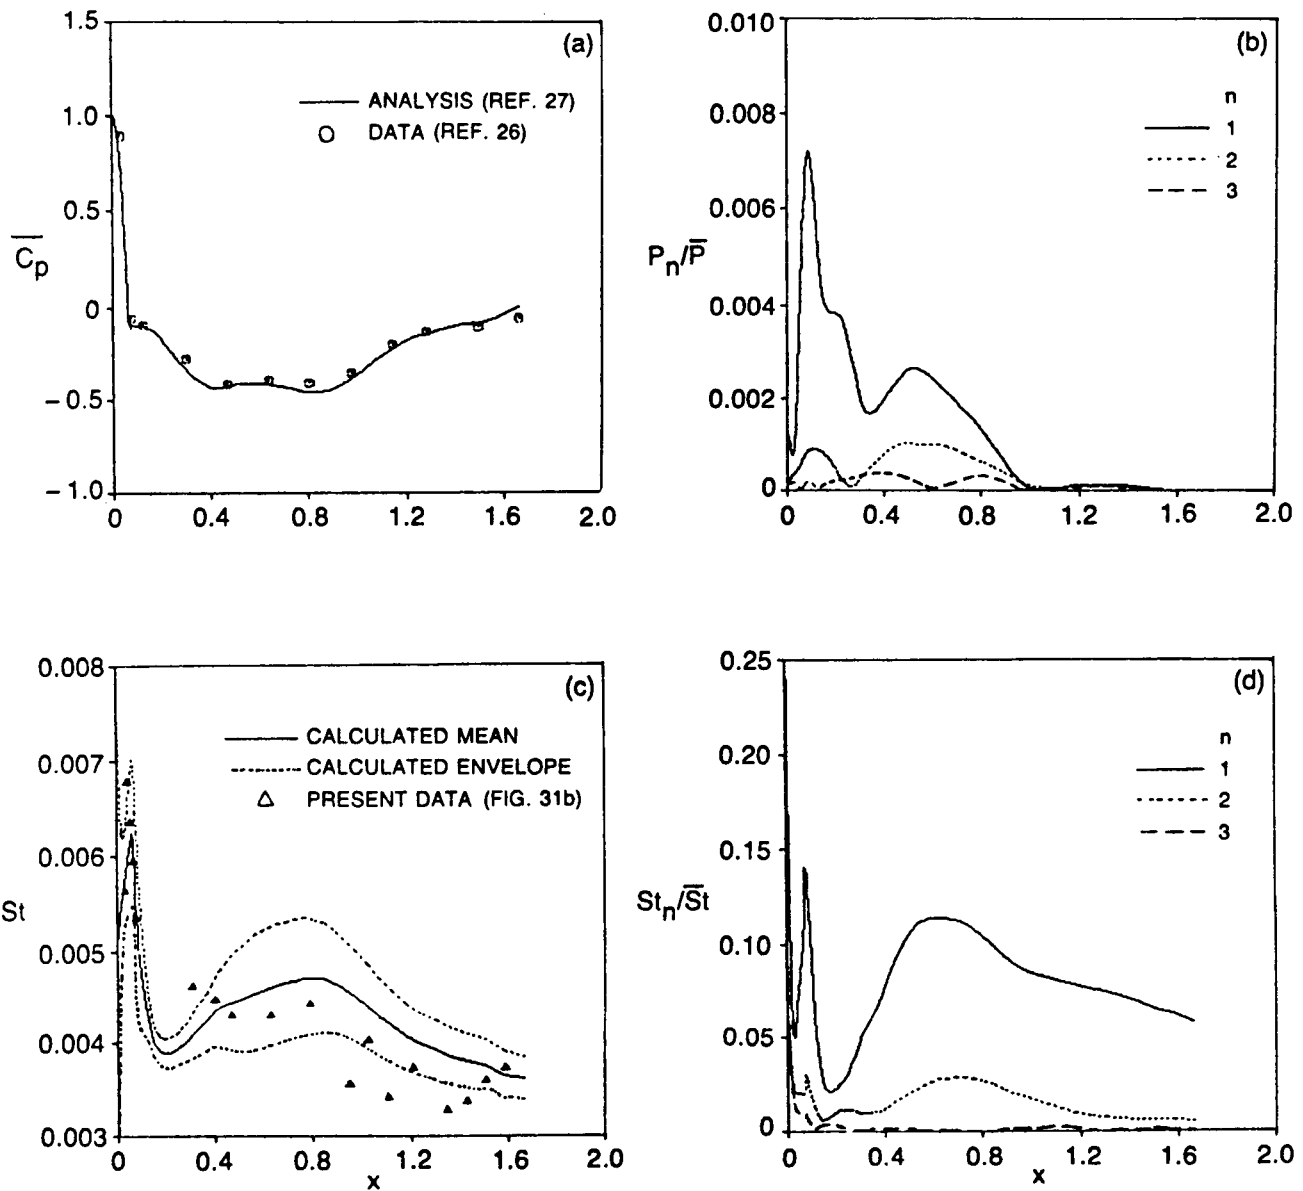 (a)
1.5
1.0
0.5
0
-0.5
-1.0
C̅p
ANALYSIS (REF. 27)
DATA (REF. 26)
0 0.4 0.8 1.2 1.6 2.0
(b)
0.010
0.008
0.006
0.004
0.002
0
Pn/P̅
n
1
2
3
0 0.4 0.8 1.2 1.6 2.0
(c)
0.008
0.007
0.006
0.005
0.004
0.003
St
CALCULATED MEAN
CALCULATED ENVELOPE
PRESENT DATA (FIG. 31b)
0 0.4 0.8 1.2 1.6 2.0
x
(d)
0.25
0.20
0.15
0.10
0.05
0
Stn/S̅t
n
1
2
3
0 0.4 0.8 1.2 1.6 2.0
x